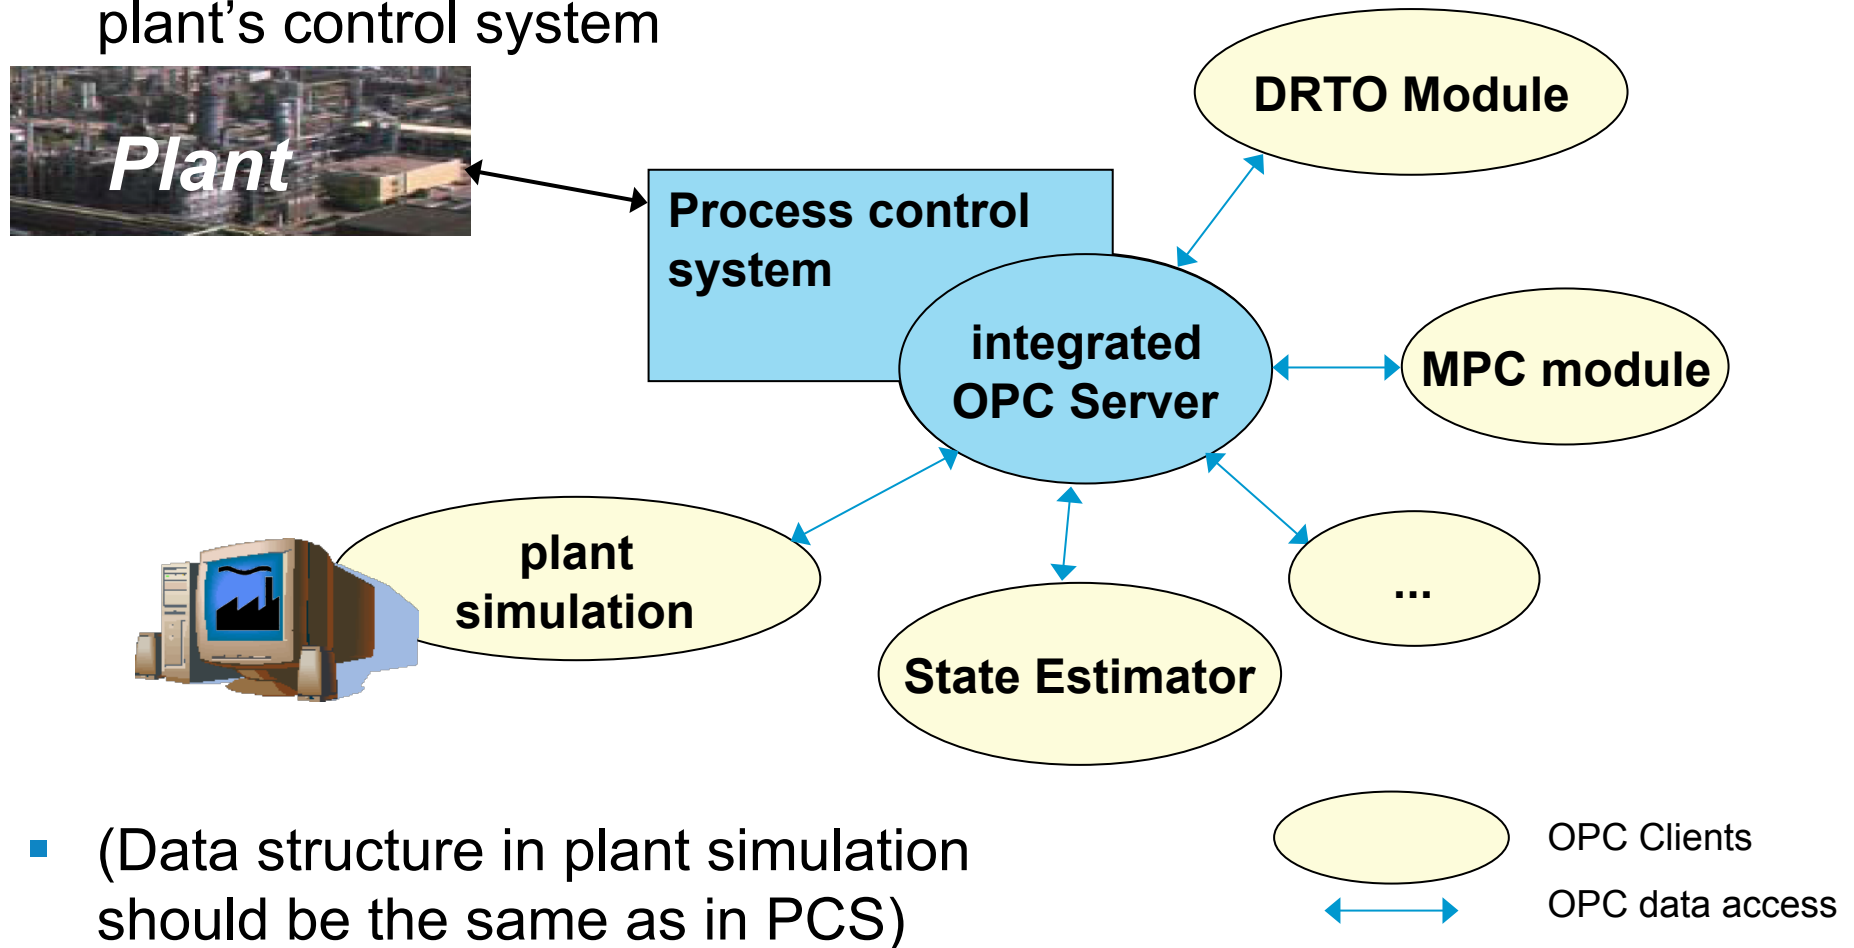 plant's control system
Plant
DRTO Module
Process control
system
integrated
OPC Server
MPC module
plant
simulation
...
State Estimator
▪ (Data structure in plant simulation
should be the same as in PCS)
OPC Clients
OPC data access